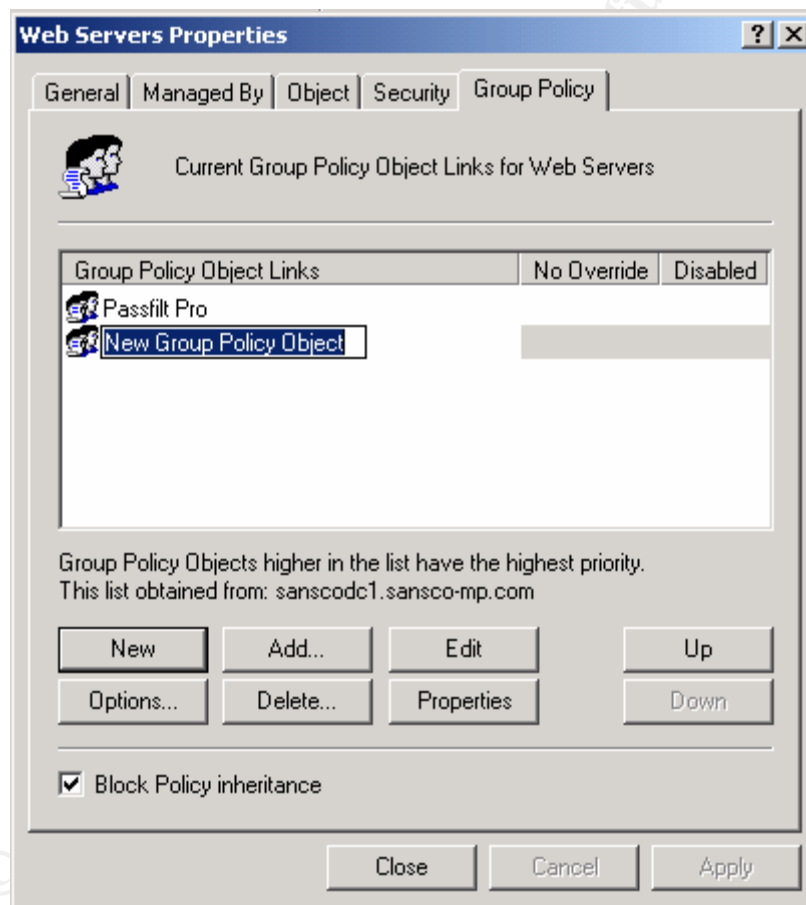 Web Servers Properties
General Managed By Object Security Group Policy
Current Group Policy Object Links for Web Servers
Group Policy Object Links No Override Disabled
Passfilt Pro
New Group Policy Object
Group Policy Objects higher in the list have the highest priority.
This list obtained from: sanscodc1.sansco-mp.com
New Add... Edit Up
Options... Delete... Properties Down
Block Policy inheritance
Close Cancel Apply